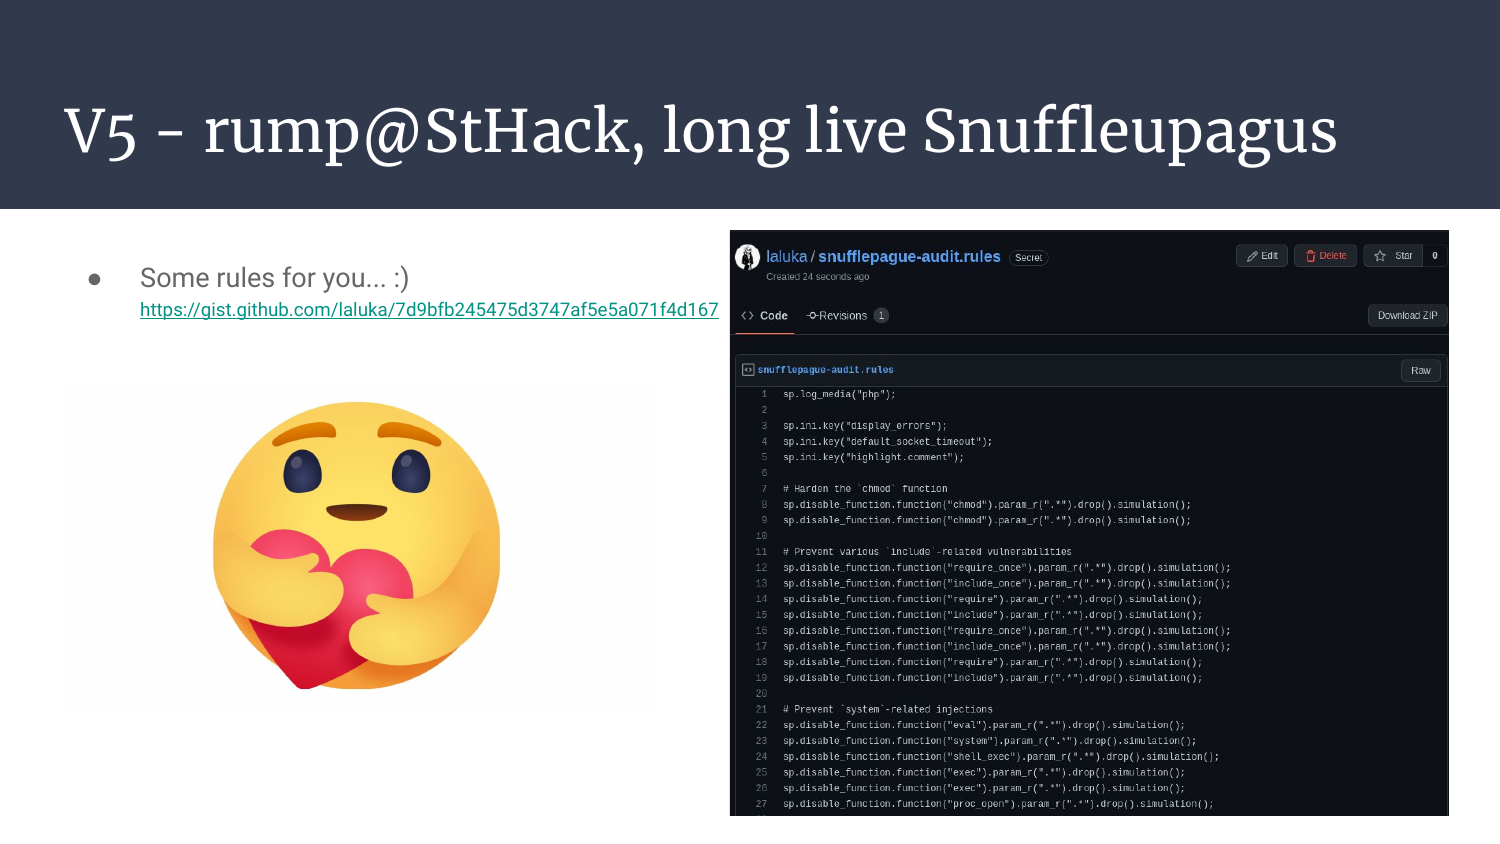 V5 - rump@StHack, long live Snuffleupagus
● Some rules for you... :)
https://gist.github.com/laluka/7d9bfb245475d3747af5e5a071f4d167
laluka / snufflepague-audit.rules Secret
Edit Delete Star 0
Created 24 seconds ago
Code Revisions 1 Download ZIP
snufflepague-audit.rules Raw
1 sp.log_media("php");
2
3 sp.ini.key("display_errors");
4 sp.ini.key("default_socket_timeout");
5 sp.ini.key("highlight.comment");
6
7 # Harden the `chmod` function
8 sp.disable_function.function("chmod").param_r(".*").drop().simulation();
9 sp.disable_function.function("chmod").param_r(".*").drop().simulation();
10
11 # Prevent various `include`-related vulnerabilities
12 sp.disable_function.function("require_once").param_r(".*").drop().simulation();
13 sp.disable_function.function("include_once").param_r(".*").drop().simulation();
14 sp.disable_function.function("require").param_r(".*").drop().simulation();
15 sp.disable_function.function("include").param_r(".*").drop().simulation();
16 sp.disable_function.function("require_once").param_r(".*").drop().simulation();
17 sp.disable_function.function("include_once").param_r(".*").drop().simulation();
18 sp.disable_function.function("require").param_r(".*").drop().simulation();
19 sp.disable_function.function("include").param_r(".*").drop().simulation();
20
21 # Prevent `system`-related injections
22 sp.disable_function.function("eval").param_r(".*").drop().simulation();
23 sp.disable_function.function("system").param_r(".*").drop().simulation();
24 sp.disable_function.function("shell_exec").param_r(".*").drop().simulation();
25 sp.disable_function.function("exec").param_r(".*").drop().simulation();
26 sp.disable_function.function("exec").param_r(".*").drop().simulation();
27 sp.disable_function.function("proc_open").param_r(".*").drop().simulation();